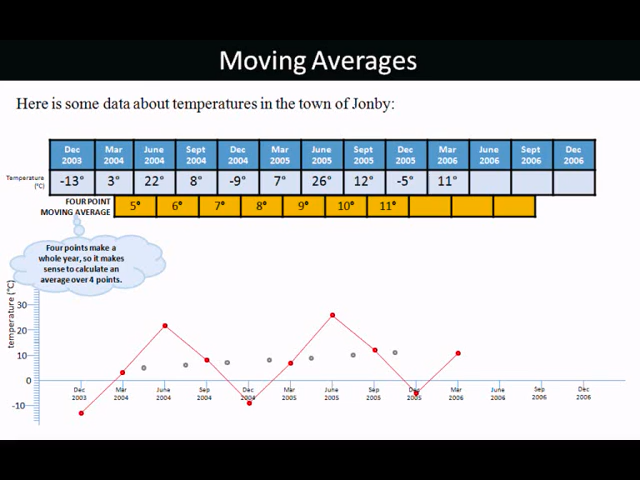 Moving Averages
Here is some data about temperatures in the town of Jonby:
Dec 2003 Mar 2004 June 2004 Sept 2004 Dec 2004 Mar 2005 June 2005 Sept 2005 Dec 2005 Mar 2006 June 2006 Sept 2006 Dec 2006
Temperature (°C) -13° 3° 22° 8° -9° 7° 26° 12° -5° 11°
FOUR POINT MOVING AVERAGE 5° 6° 7° 8° 9° 10° 11°
Four points make a
whole year, so it makes
sense to calculate an
average over 4 points.
temperature (°C)
30
20
10
0
-10
Dec 2003 Mar 2004 June 2004 Sep 2004 Dec 2004 Mar 2005 June 2005 Sep 2005 Dec 2005 Mar 2006 June 2006 Sep 2006 Dec 2006